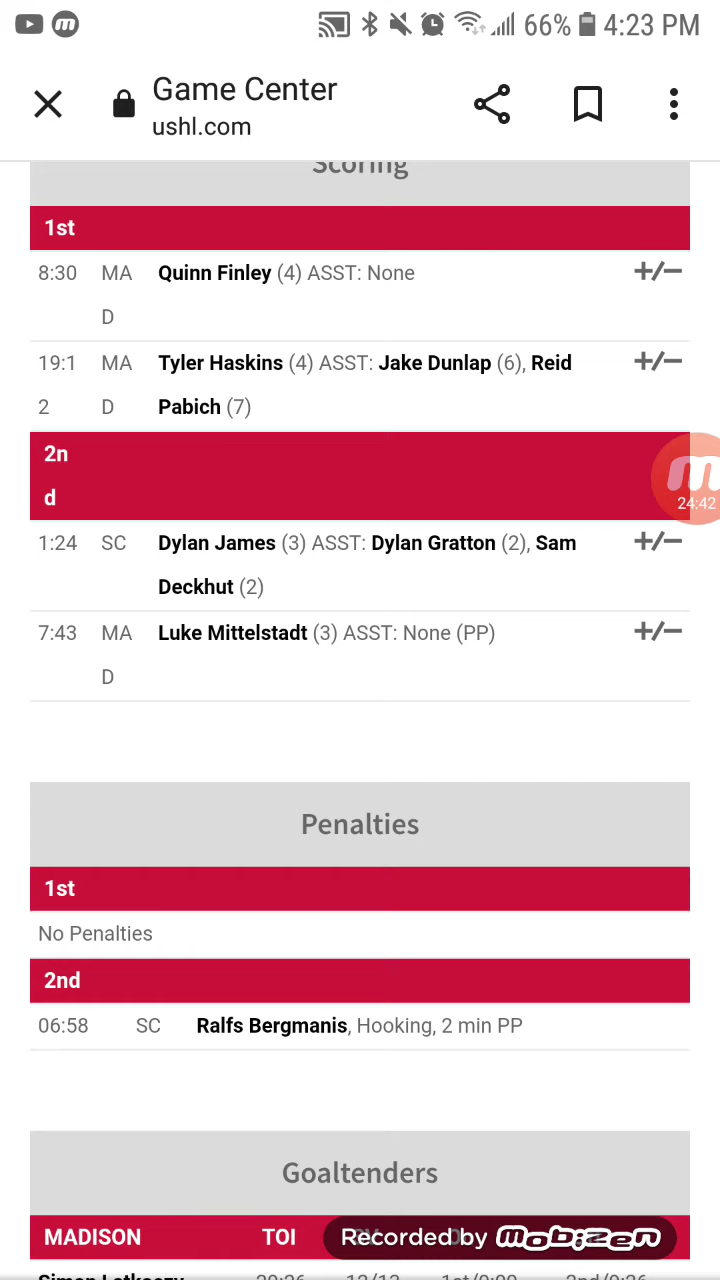 66% 4:23 PM
Game Center
ushl.com
Scoring
1st
8:30 MA Quinn Finley (4) ASST: None +/−
D
19:1 MA Tyler Haskins (4) ASST: Jake Dunlap (6), Reid +/−
2 D Pabich (7)
2n
d
24:42
1:24 SC Dylan James (3) ASST: Dylan Gratton (2), Sam +/−
Deckhut (2)
7:43 MA Luke Mittelstadt (3) ASST: None (PP) +/−
D
Penalties
1st
No Penalties
2nd
06:58 SC Ralfs Bergmanis, Hooking, 2 min PP
Goaltenders
MADISON TOI Recorded by mobizen